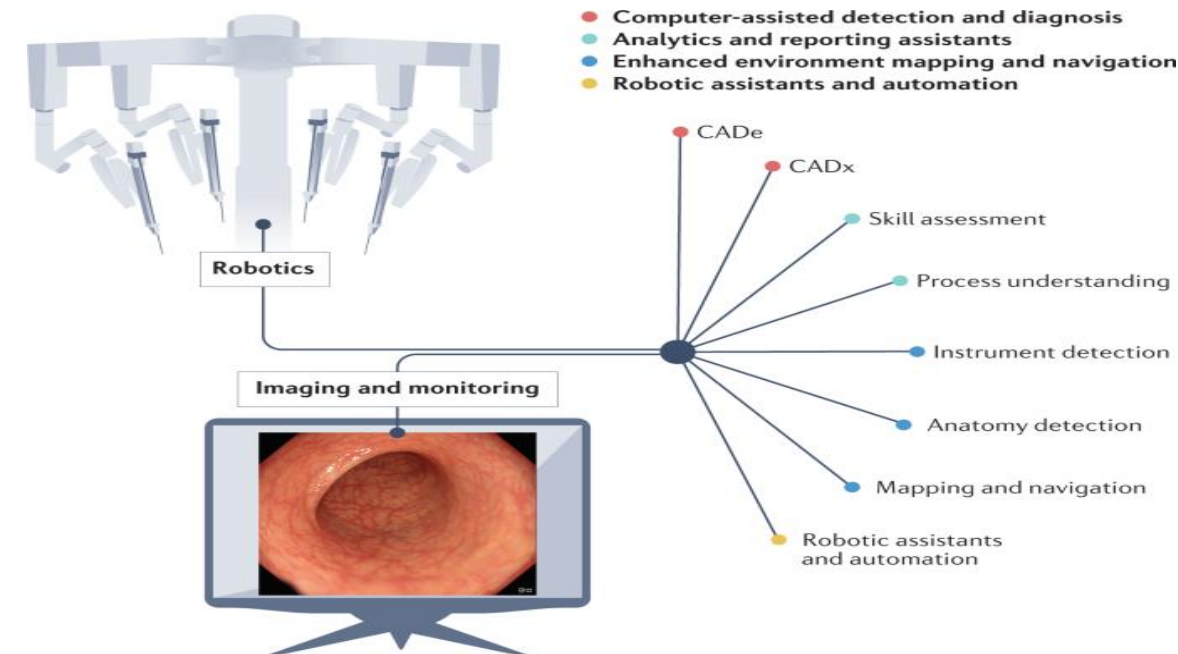 Computer-assisted detection and diagnosis
Analytics and reporting assistants
Enhanced environment mapping and navigation
Robotic assistants and automation
CADe
CADx
Skill assessment
Process understanding
Instrument detection
Anatomy detection
Mapping and navigation
Robotic assistants
and automation
Robotics
Imaging and monitoring